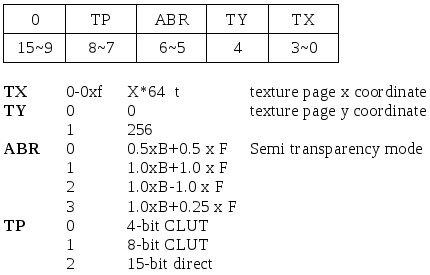 0 TP ABR TY TX
15~9 8~7 6~5 4 3~0
TX 0-0xf X*64 t texture page x coordinate
TY 0 0 texture page y coordinate
1 256
ABR 0 0.5xB+0.5 x F Semi transparency mode
1 1.0xB+1.0 x F
2 1.0xB-1.0 x F
3 1.0xB+0.25 x F
TP 0 4-bit CLUT
1 8-bit CLUT
2 15-bit direct